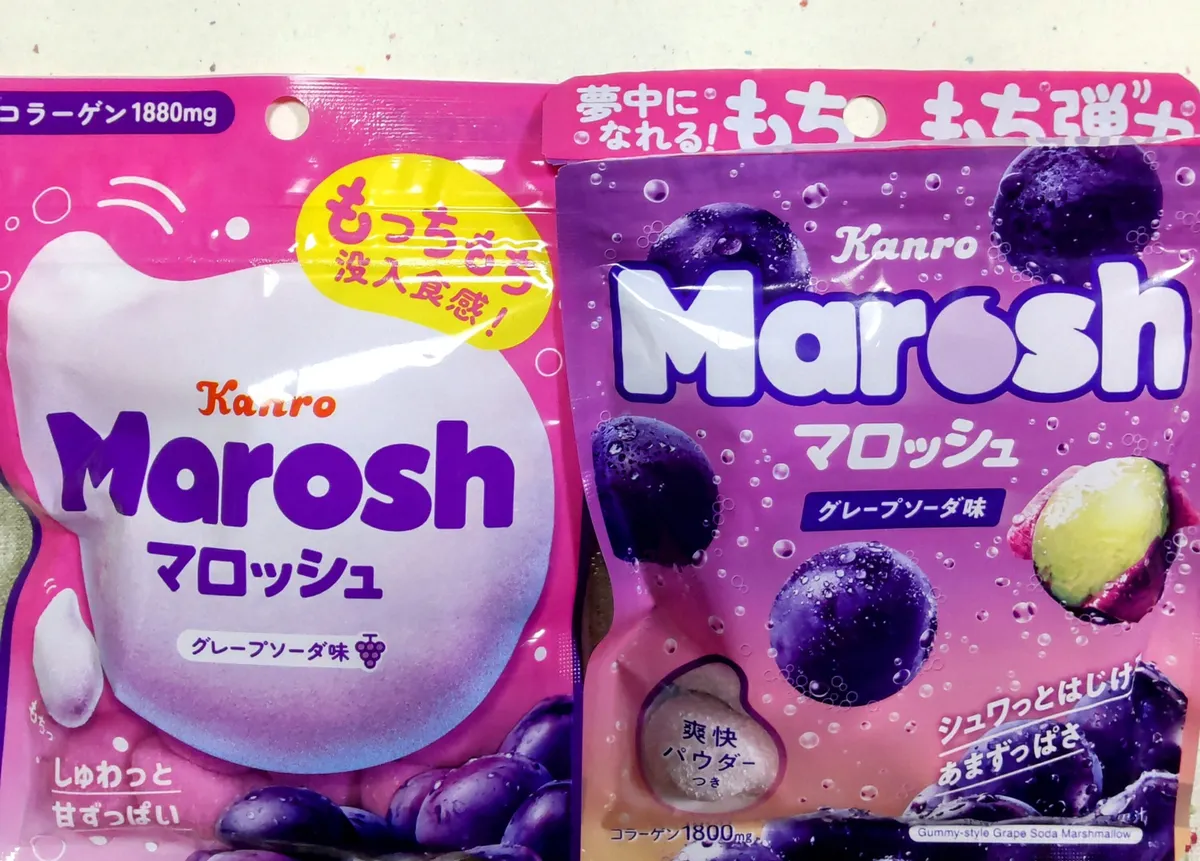 コラーゲン1880mg
もっちもち
没入食感!
Kanro
Marosh
マロッシュ
グレープソーダ味
もちっ
しゅわっと
甘ずっぱい
夢中に
なれる!
もちもち弾力
Kanro
Marosh
マロッシュ
グレープソーダ味
シュワっとはじけ
あまずっぱさ
爽快
パウダー
つき
コラーゲン1800mg
Gummy-style Grape Soda Marshmallow